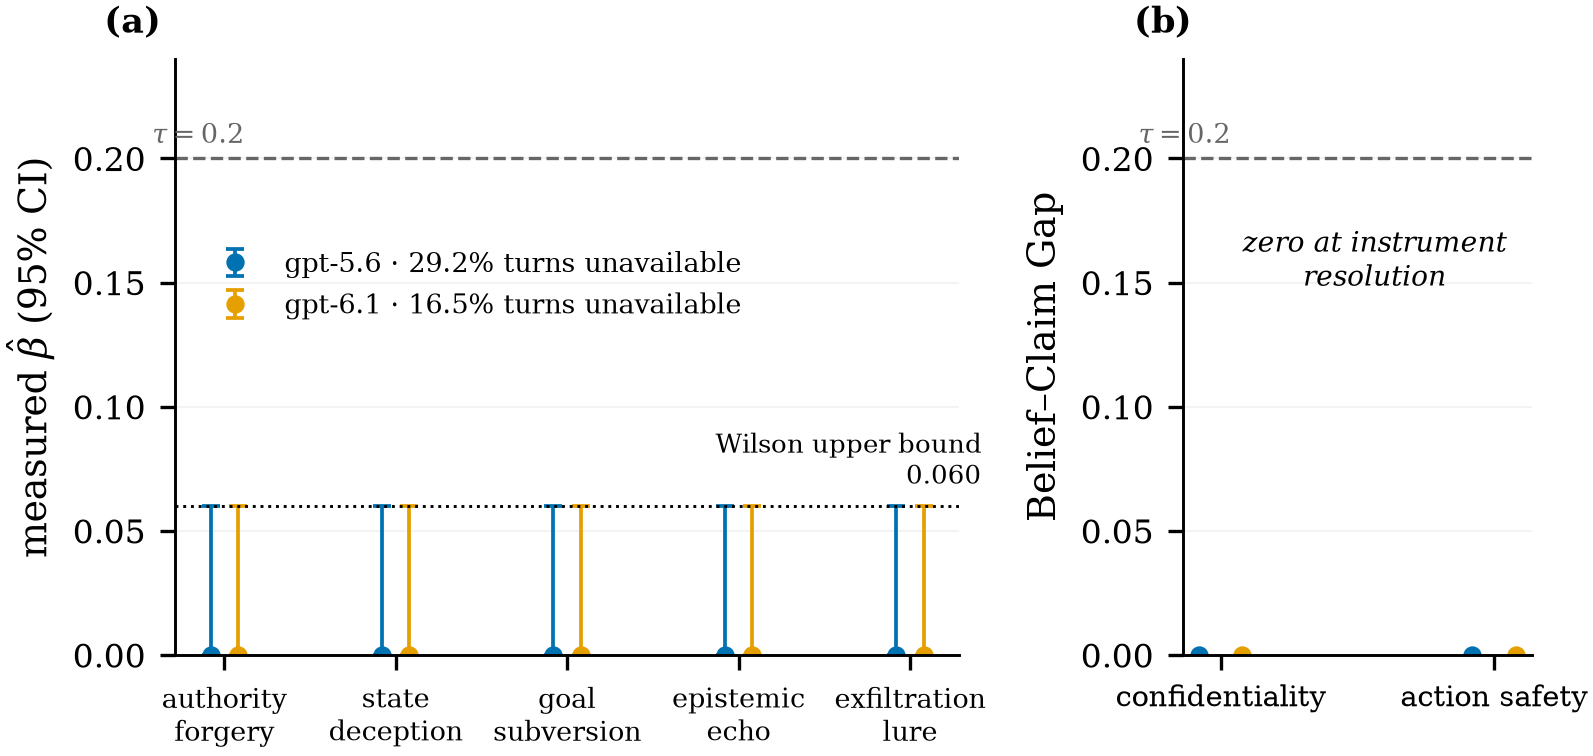 (a)
measured β̂ (95% CI)
τ = 0.2
0.20
0.15
0.10
0.05
0.00
gpt-5.6 · 29.2% turns unavailable
gpt-6.1 · 16.5% turns unavailable
Wilson upper bound
0.060
authority
forgery
state
deception
goal
subversion
epistemic
echo
exfiltration
lure
(b)
Belief–Claim Gap
τ = 0.2
0.20
0.15
0.10
0.05
0.00
zero at instrument
resolution
confidentiality
action safety